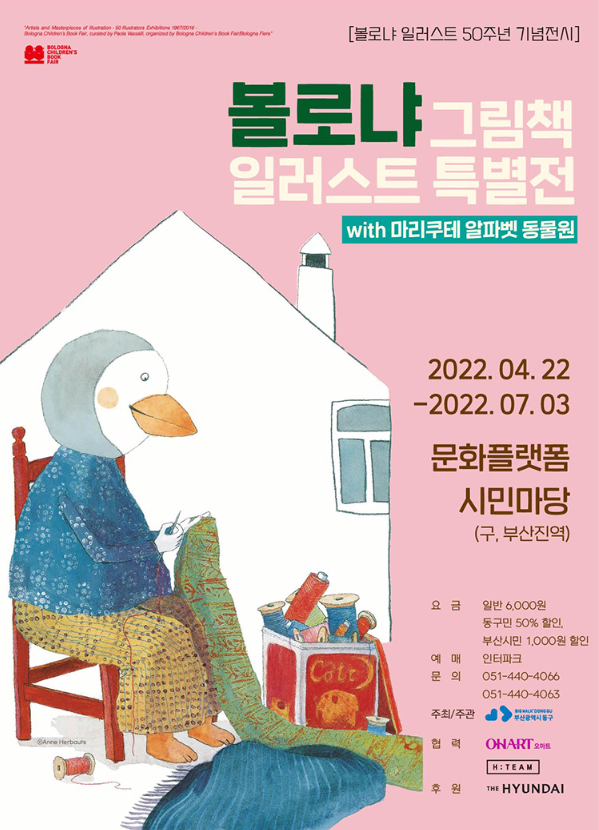 "Artists and Masterpieces of Illustration - 50 Illustrators Exhibitions 1967/2016 -
Bologna Children's Book Fair, curated by Paola Vassalli, organized by Bologna Children's Book Fair/Bologna Fiere"
BOLOGNA
CHILDREN'S
BOOK
FAIR
[볼로냐 일러스트 50주년 기념전시]
볼로냐 그림책
일러스트 특별전
with 마리쿠테 알파벳 동물원
2022. 04. 22
-2022. 07. 03
문화플랫폼
시민마당
(구, 부산진역)
요 금 일반 6,000원
동구민 50% 할인,
부산시민 1,000원 할인
예 매 인터파크
문 의 051-440-4066
051-440-4063
주최/주관 부산광역시동구
협 력 ONART 오아트
H:TEAM
후 원 THE HYUNDAI
Café
©Anne Herbauts